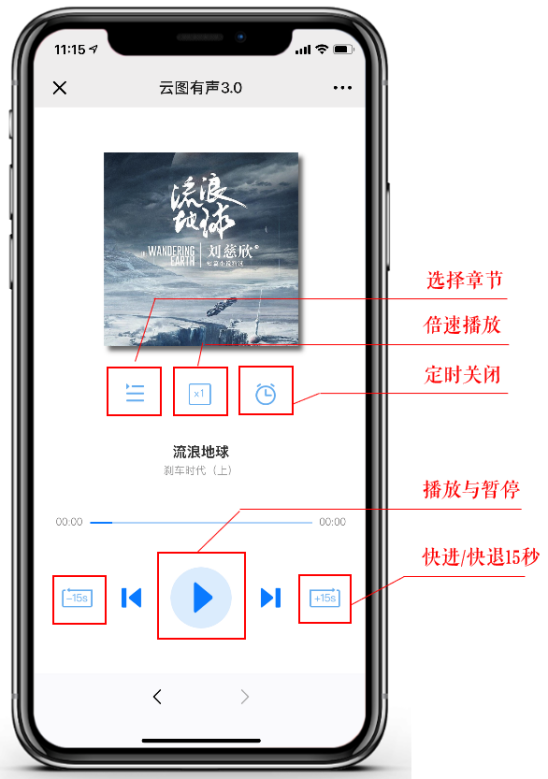 11:15
云图有声3.0
流浪
地球
WANDERING
EARTH
刘慈欣
选择章节
倍速播放
定时关闭
x1
流浪地球
刹车时代（上）
播放与暂停
00:00
00:00
快进/快退15秒
-15s
+15s